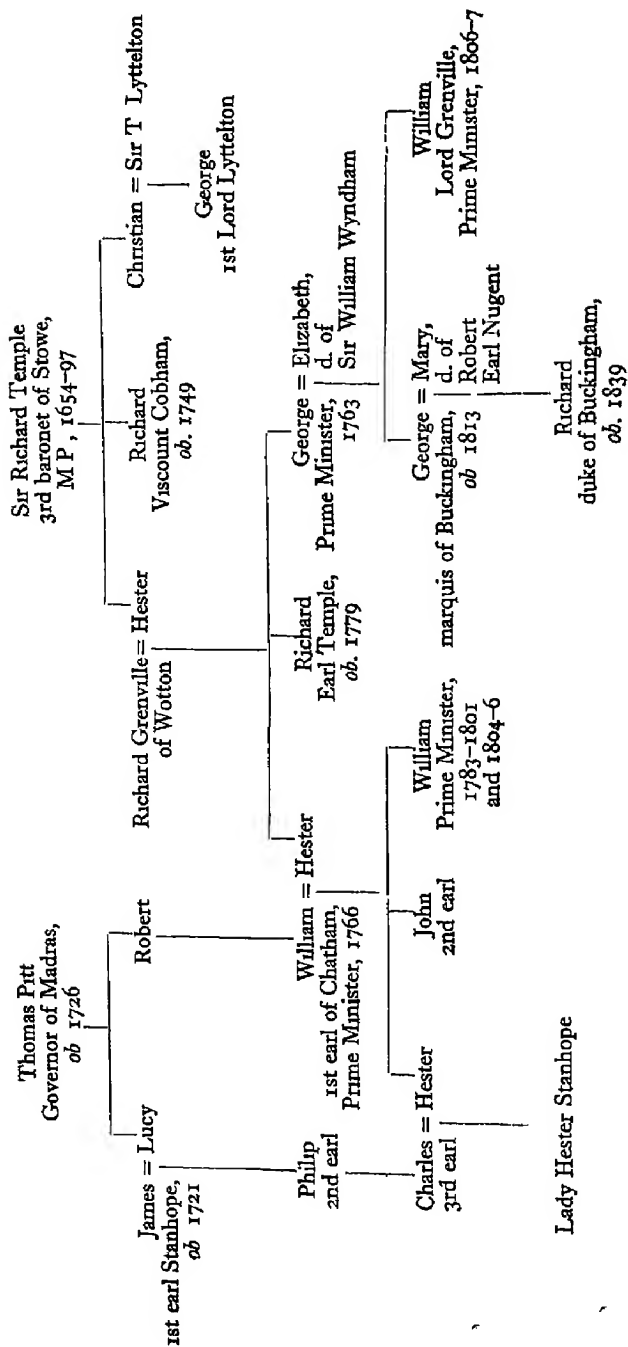 Thomas Pitt
Governor of Madras,
ob 1726
Sir Richard Temple
3rd baronet of Stowe,
M P , 1654–97
James = Lucy
1st earl Stanhope,
ob 1721
Robert
Richard Grenville = Hester
of Wotton
Richard
Viscount Cobham,
ob. 1749
Christian = Sir T Lyttelton
George
1st Lord Lyttelton
Philip
2nd earl
William = Hester
1st earl of Chatham,
Prime Minister, 1766
Richard
Earl Temple,
ob. 1779
George = Elizabeth,
Prime Minister,
1763
d. of
Sir William Wyndham
Charles = Hester
3rd earl
John
2nd earl
William
Prime Minister,
1783–1801
and 1804–6
George = Mary,
marquis of Buckingham,
ob 1813
d. of
Robert
Earl Nugent
William
Lord Grenville,
Prime Minister, 1806–7
Lady Hester Stanhope
Richard
duke of Buckingham,
ob. 1839